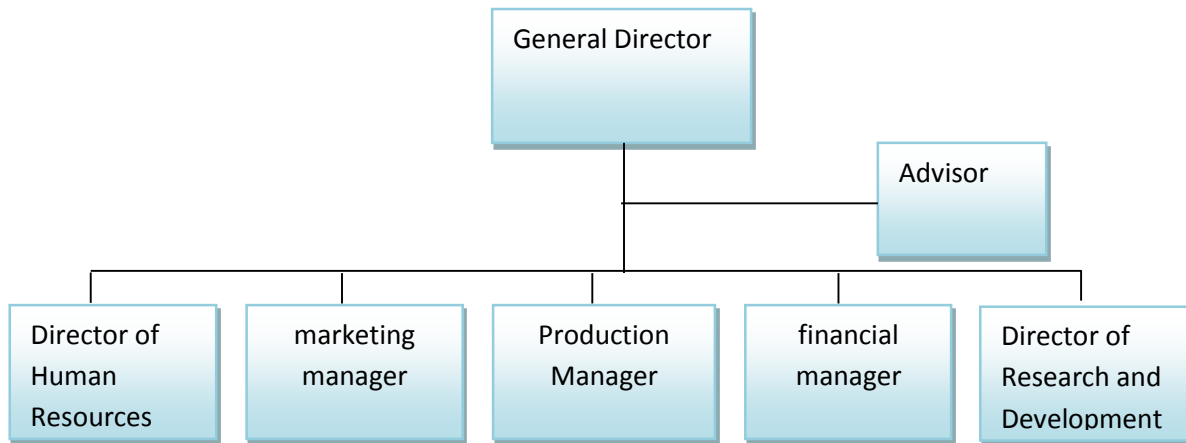 General Director
Advisor
Director of
Human
Resources
marketing
manager
Production
Manager
financial
manager
Director of
Research and
Development